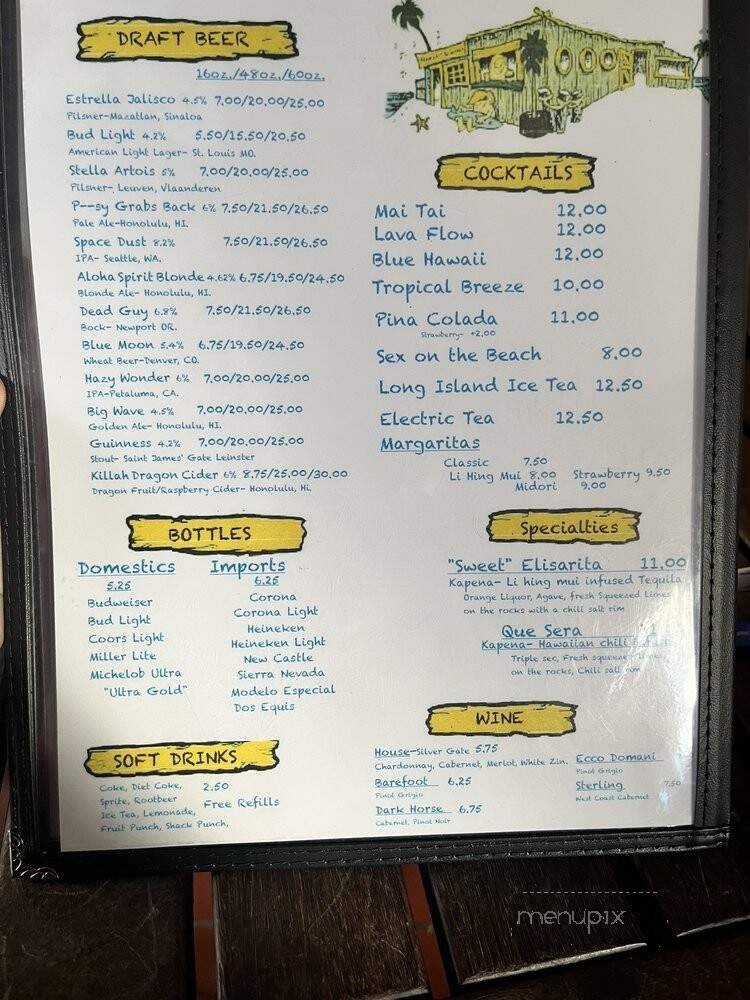 DRAFT BEER
16oz./48oz./60oz.
Estrella Jalisco 4.5% 7.00/20.00/25.00
Pilsner-Mazatlan, Sinaloa
Bud Light 4.2% 5.50/15.50/20.50
American Light Lager- St. Louis MO.
Stella Artois 5% 7.00/20.00/25.00
Pilsner- Leuven, Vlaanderen
P--sy Grabs Back 6% 7.50/21.50/26.50
Pale Ale-Honolulu, HI.
Space Dust 8.2% 7.50/21.50/26.50
IPA- Seattle, WA.
Aloha Spirit Blonde 4.62% 6.75/19.50/24.50
Blonde Ale- Honolulu, HI.
Dead Guy 6.8% 7.50/21.50/26.50
Bock- Newport OR.
Blue Moon 5.4% 6.75/19.50/24.50
Wheat Beer-Denver, CO.
Hazy Wonder 6% 7.00/20.00/25.00
IPA-Petaluma, CA.
Big Wave 4.5% 7.00/20.00/25.00
Golden Ale- Honolulu, HI.
Guinness 4.2% 7.00/20.00/25.00
Stout- Saint James' Gate Leinster
Killah Dragon Cider 6% 8.75/25.00/30.00
Dragon Fruit/Raspberry Cider- Honolulu, Hi.
BOTTLES
Domestics
5.25
Budweiser
Bud Light
Coors Light
Miller Lite
Michelob Ultra
"Ultra Gold"
Imports
6.25
Corona
Corona Light
Heineken
Heineken Light
New Castle
Sierra Nevada
Modelo Especial
Dos Equis
SOFT DRINKS
Coke, Diet Coke,
Sprite, Rootbeer
Ice Tea, Lemonade,
Fruit Punch, Shack Punch,
2.50
Free Refills
COCKTAILS
Mai Tai 12.00
Lava Flow 12.00
Blue Hawaii 12.00
Tropical Breeze 10.00
Pina Colada 11.00
Strawberry- +2.00
Sex on the Beach 8.00
Long Island Ice Tea 12.50
Electric Tea 12.50
Margaritas
Classic 7.50
Li Hing Mui 8.00 Strawberry 9.50
Midori 9.00
Specialties
"Sweet" Elisarita 11.00
Kapena- Li hing mui infused Tequila
Orange Liquor, Agave, fresh Squeezed Limes
on the rocks with a chili salt rim
Que Sera
Kapena- Hawaiian chili
Triple sec, Fresh squeezed
on the rocks, Chili salt rim
WINE
House-Silver Gate 5.75
Chardonnay, Cabernet, Merlot, White Zin.
Barefoot 6.25
Pinot Grigio
Dark Horse 6.75
Cabernet, Pinot Noir
Ecco Domani
Pinot Grigio
Sterling 7.50
West Coast Cabernet
menupix